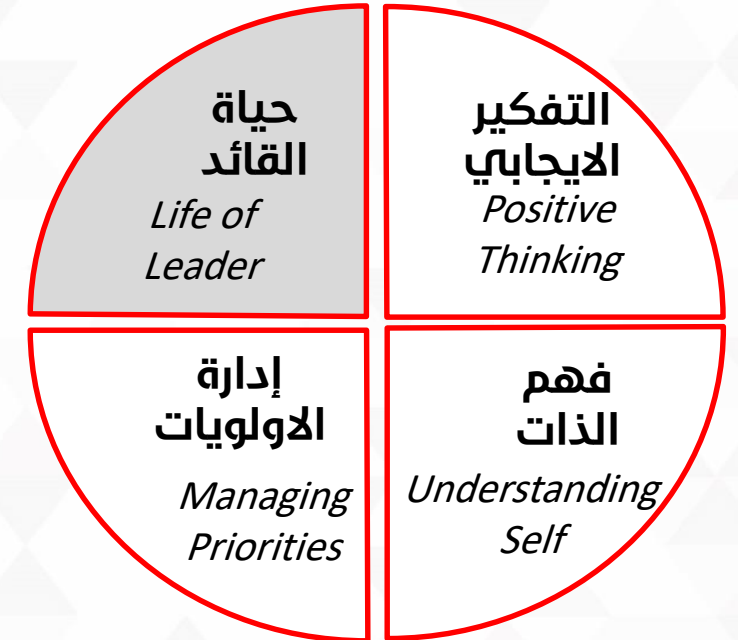 حياة
القائد
Life of
Leader
التفكير
الايجابي
Positive
Thinking
إدارة
الاولويات
Managing
Priorities
فهم
الذات
Understanding
Self